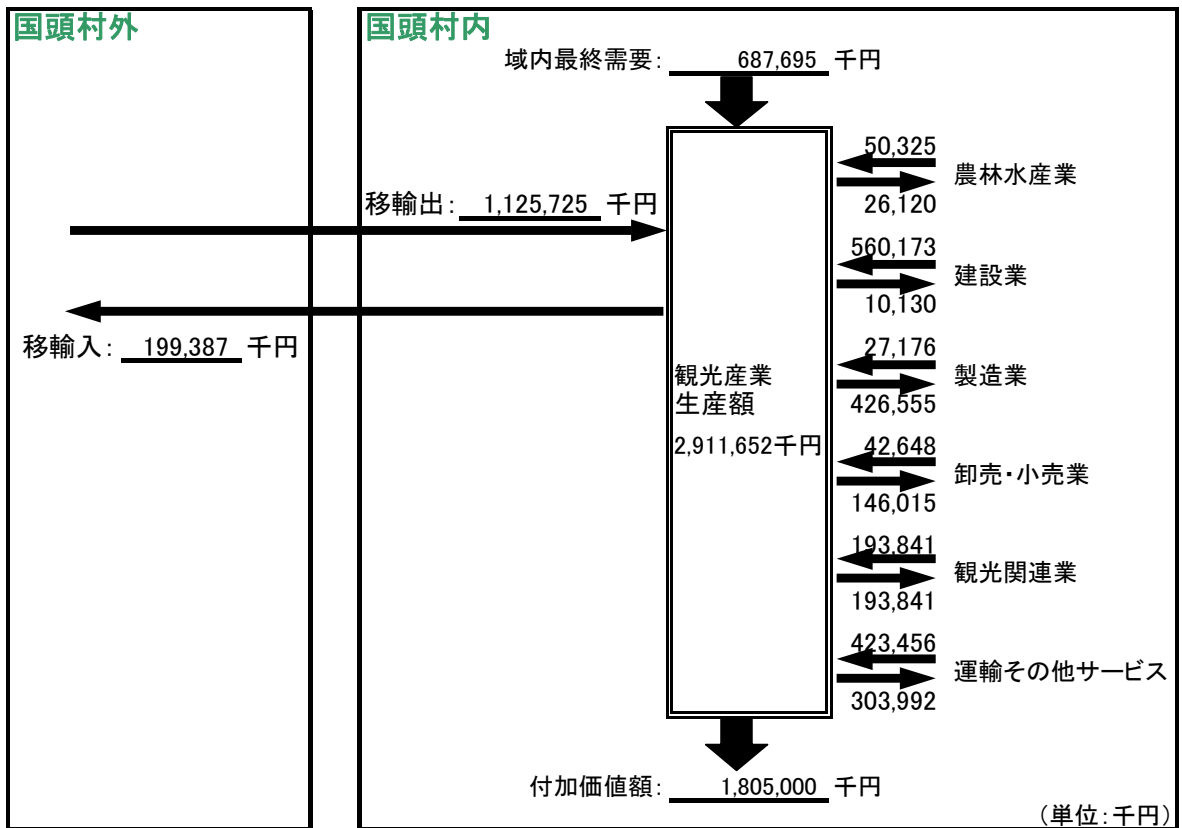 国頭村外
国頭村内
域内最終需要： 687,695 千円
50,325
農林水産業
26,120
移輸出： 1,125,725 千円
560,173
建設業
10,130
移輸入： 199,387 千円
27,176
製造業
426,555
観光産業
生産額
2,911,652千円
42,648
卸売・小売業
146,015
193,841
観光関連業
193,841
423,456
運輸その他サービス
303,992
付加価値額： 1,805,000 千円
（単位：千円）